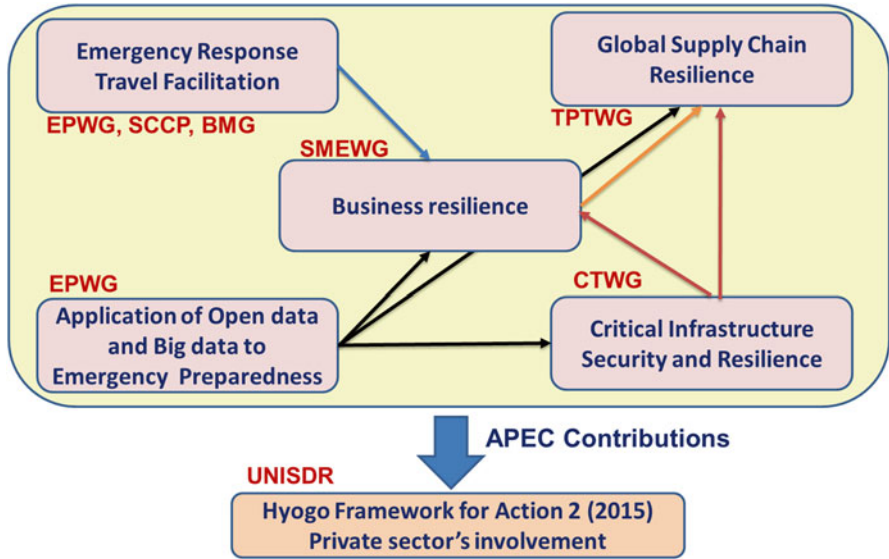 Emergency Response
Travel Facilitation
EPWG, SCCP, BMG
Global Supply Chain
Resilience
TPTWG
SMEWG
Business resilience
EPWG
Application of Open data
and Big data to
Emergency Preparedness
CTWG
Critical Infrastructure
Security and Resilience
APEC Contributions
UNISDR
Hyogo Framework for Action 2 (2015)
Private sector's involvement